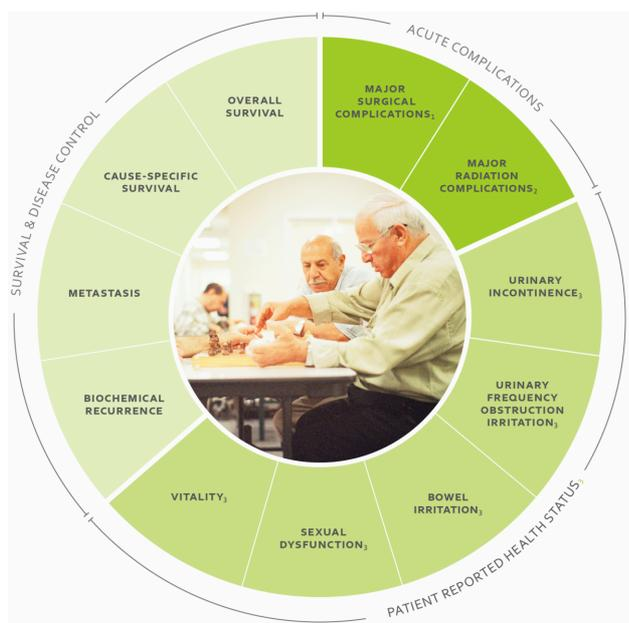 ACUTE COMPLICATIONS
MAJOR
SURGICAL
COMPLICATIONS1
MAJOR
RADIATION
COMPLICATIONS2
PATIENT REPORTED HEALTH STATUS3
URINARY
INCONTINENCE3
URINARY
FREQUENCY
OBSTRUCTION
IRRITATION3
BOWEL
IRRITATION3
SEXUAL
DYSFUNCTION3
VITALITY3
SURVIVAL & DISEASE CONTROL
BIOCHEMICAL
RECURRENCE
METASTASIS
CAUSE-SPECIFIC
SURVIVAL
OVERALL
SURVIVAL